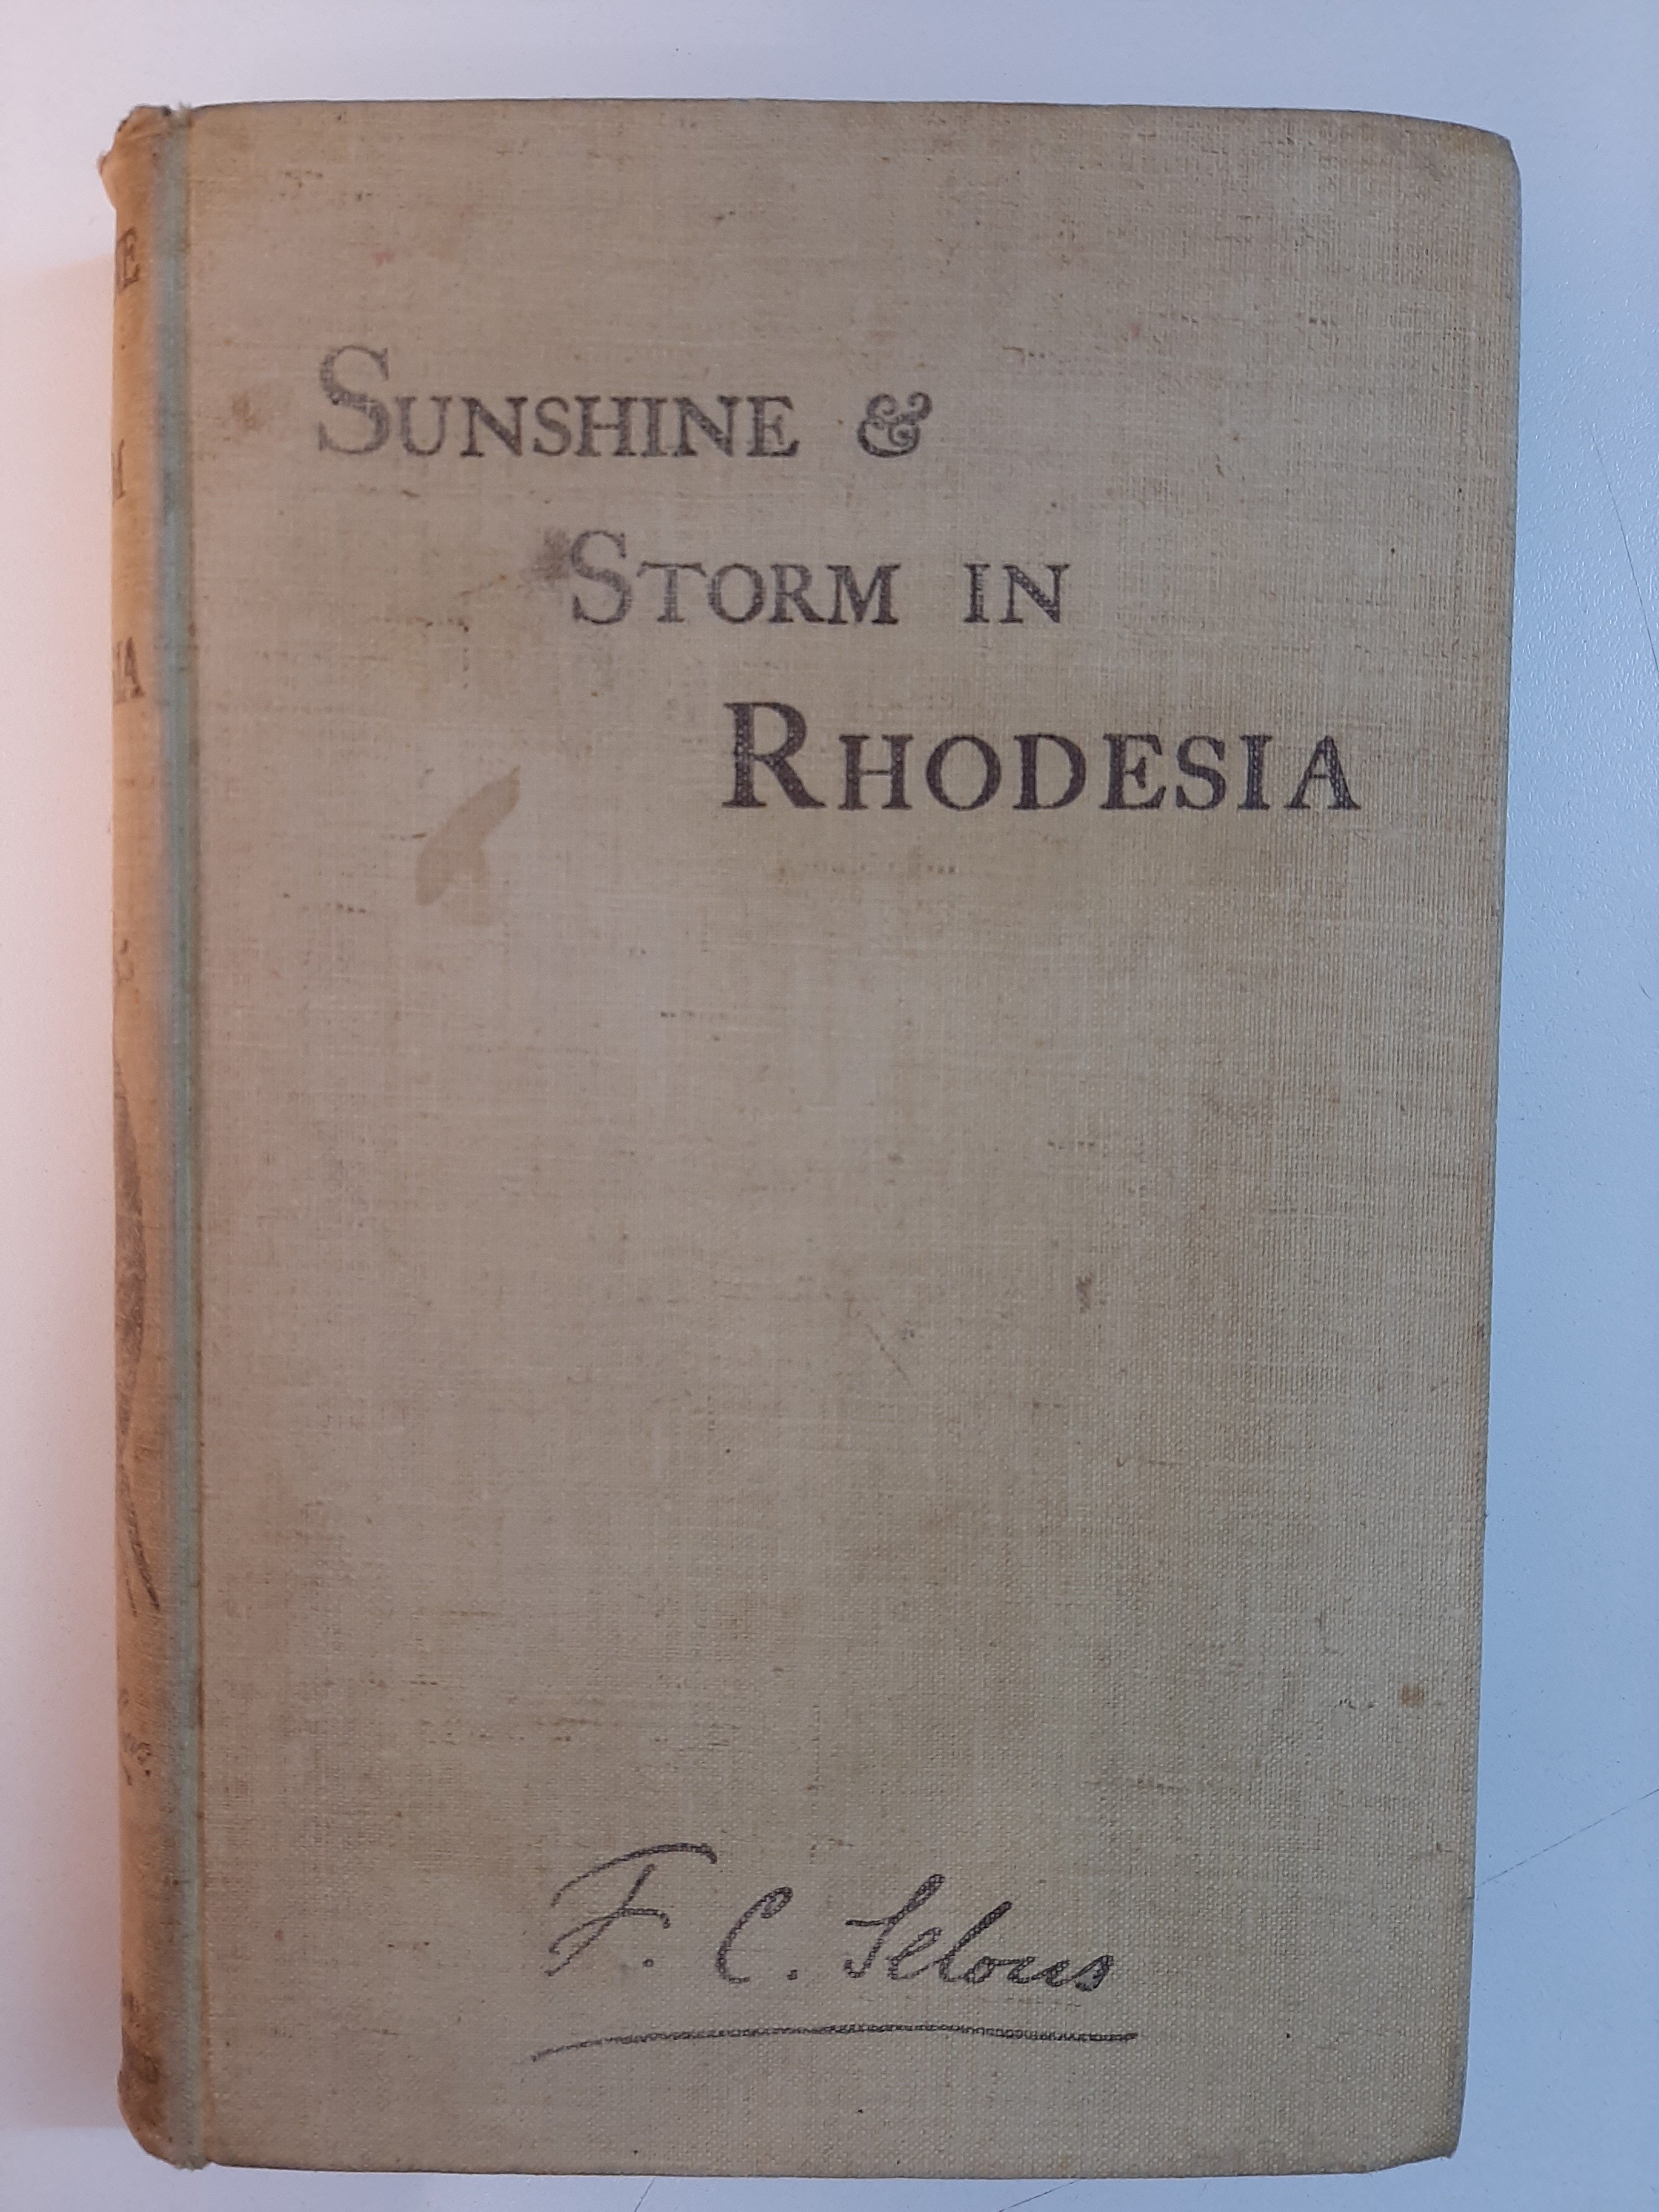 SUNSHINE &
STORM IN
RHODESIA
F. C. Selous